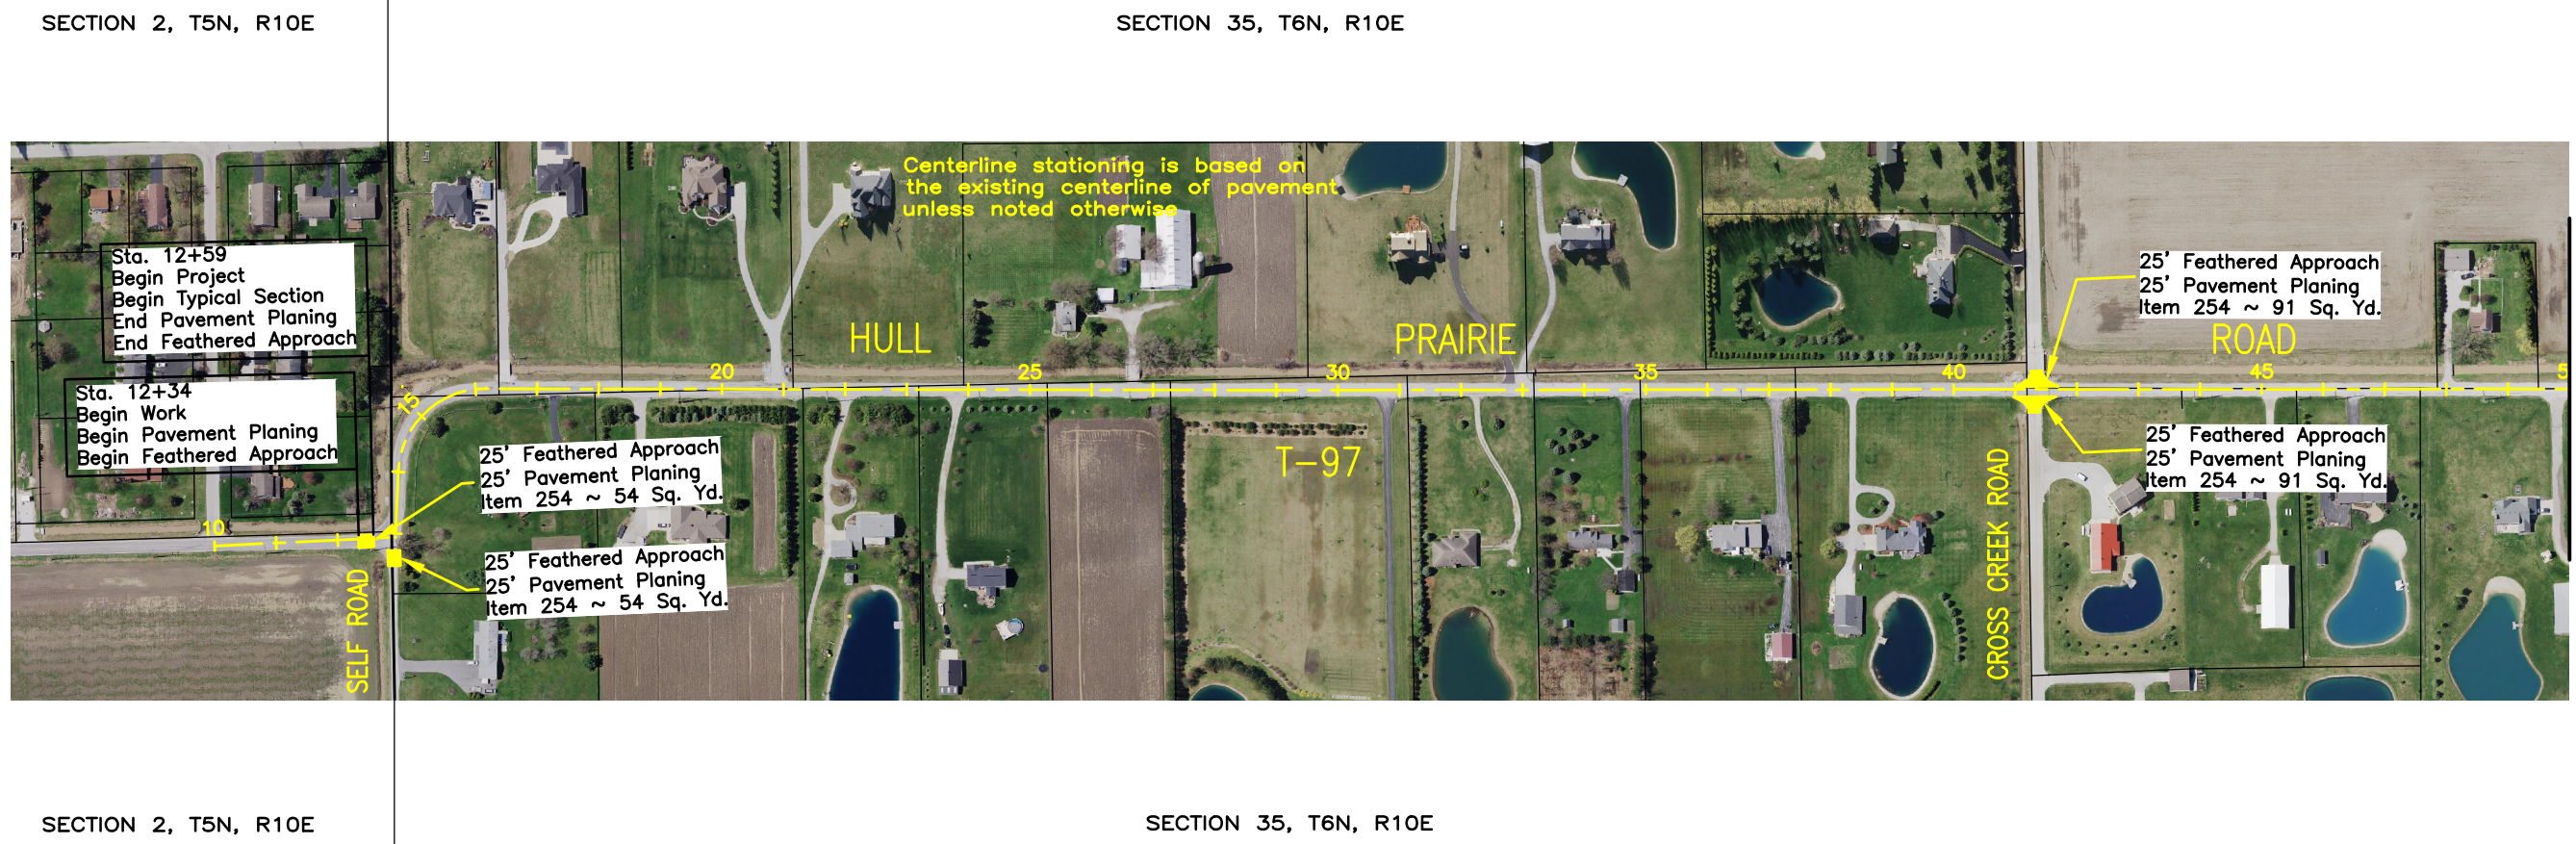 SECTION 2, T5N, R10E
SECTION 35, T6N, R10E
Centerline stationing is based on
the existing centerline of pavement
unless noted otherwise
Sta. 12+59
Begin Project
Begin Typical Section
End Pavement Planing
End Feathered Approach
25' Feathered Approach
25' Pavement Planing
Item 254 ~ 91 Sq. Yd.
HULL
PRAIRIE
ROAD
Sta. 12+34
Begin Work
Begin Pavement Planing
Begin Feathered Approach
15
20
25
30
35
40
45
5
25' Feathered Approach
25' Pavement Planing
Item 254 ~ 54 Sq. Yd.
T-97
25' Feathered Approach
25' Pavement Planing
Item 254 ~ 91 Sq. Yd.
10
25' Feathered Approach
25' Pavement Planing
Item 254 ~ 54 Sq. Yd.
SELF ROAD
CROSS CREEK ROAD
SECTION 2, T5N, R10E
SECTION 35, T6N, R10E